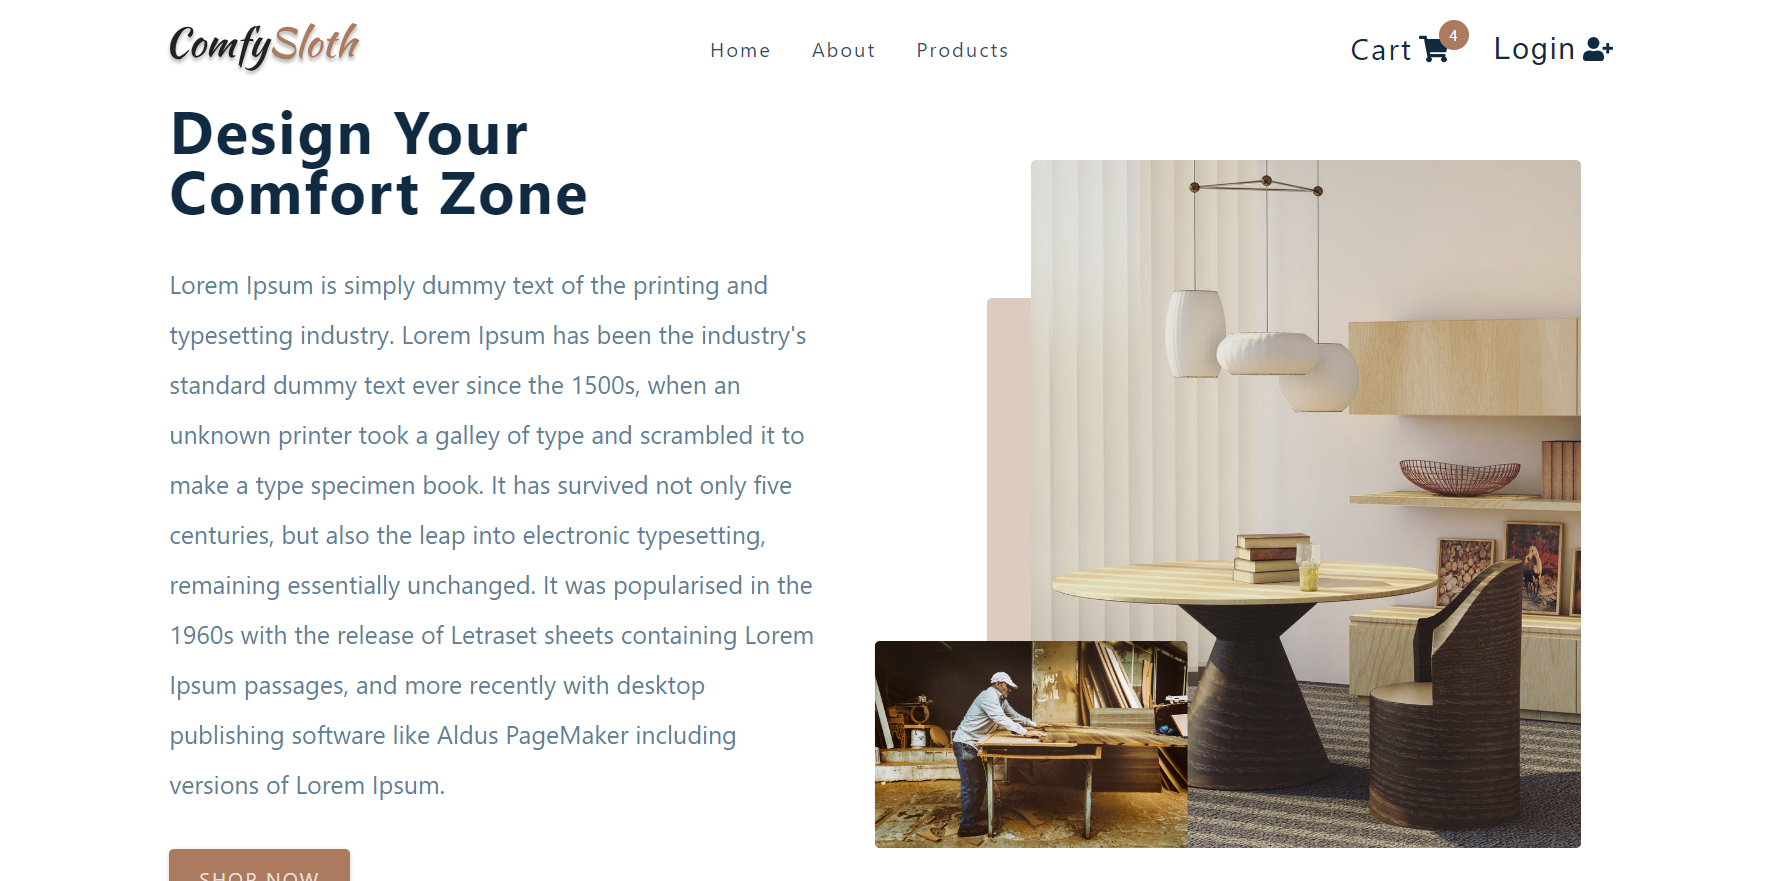 ComfySloth
Home About Products
Cart 4 Login
Design Your
Comfort Zone
Lorem Ipsum is simply dummy text of the printing and
typesetting industry. Lorem Ipsum has been the industry's
standard dummy text ever since the 1500s, when an
unknown printer took a galley of type and scrambled it to
make a type specimen book. It has survived not only five
centuries, but also the leap into electronic typesetting,
remaining essentially unchanged. It was popularised in the
1960s with the release of Letraset sheets containing Lorem
Ipsum passages, and more recently with desktop
publishing software like Aldus PageMaker including
versions of Lorem Ipsum.
SHOP NOW